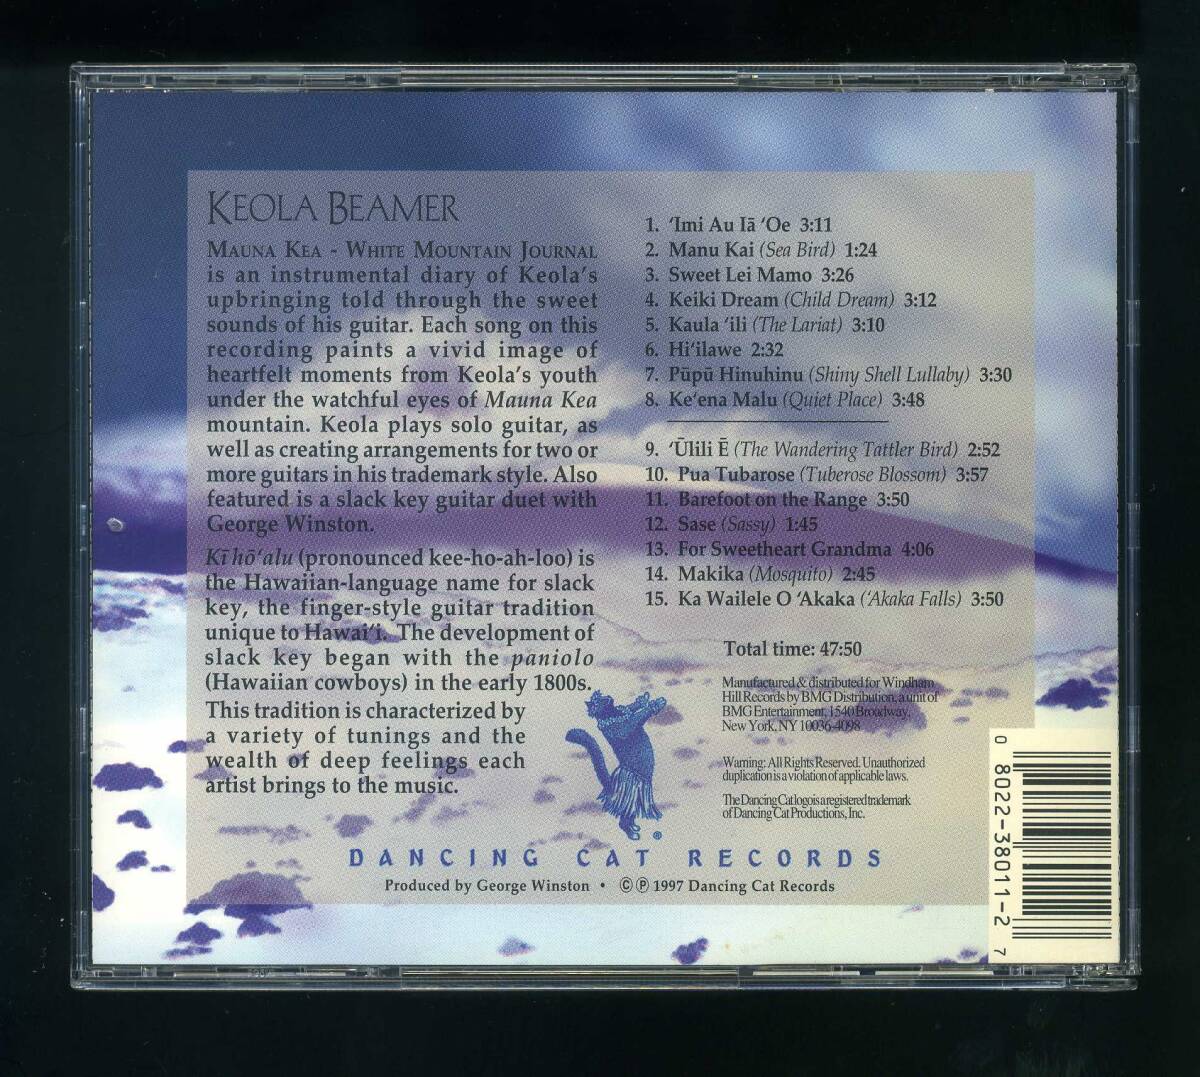 KEOLA BEAMER
MAUNA KEA - WHITE MOUNTAIN JOURNAL
is an instrumental diary of Keola's
upbringing told through the sweet
sounds of his guitar. Each song on this
recording paints a vivid image of
heartfelt moments from Keola's youth
under the watchful eyes of Mauna Kea
mountain. Keola plays solo guitar, as
well as creating arrangements for two or
more guitars in his trademark style. Also
featured is a slack key guitar duet with
George Winston.
Kī hō‘alu (pronounced kee-ho-ah-loo) is
the Hawaiian-language name for slack
key, the finger-style guitar tradition
unique to Hawai‘i. The development of
slack key began with the paniolo
(Hawaiian cowboys) in the early 1800s.
This tradition is characterized by
a variety of tunings and the
wealth of deep feelings each
artist brings to the music.
1. ‘Imi Au Iā ‘Oe 3:11
2. Manu Kai (Sea Bird) 1:24
3. Sweet Lei Mamo 3:26
4. Keiki Dream (Child Dream) 3:12
5. Kaula ‘ili (The Lariat) 3:10
6. Hi‘ilawe 2:32
7. Pūpū Hinuhinu (Shiny Shell Lullaby) 3:30
8. Ke‘ena Malu (Quiet Place) 3:48
9. ‘Ūlili Ē (The Wandering Tattler Bird) 2:52
10. Pua Tubarose (Tuberose Blossom) 3:57
11. Barefoot on the Range 3:50
12. Sase (Sassy) 1:45
13. For Sweetheart Grandma 4:06
14. Makika (Mosquito) 2:45
15. Ka Wailele O ‘Akaka (‘Akaka Falls) 3:50
Total time: 47:50
Manufactured & distributed for Windham
Hill Records by BMG Distribution, a unit of
BMG Entertainment, 1540 Broadway,
New York, NY 10036-4098
Warning: All Rights Reserved. Unauthorized
duplication is a violation of applicable laws.
The Dancing Cat logo is a registered trademark
of Dancing Cat Productions, Inc.
®
DANCING CAT RECORDS
Produced by George Winston • © ℗ 1997 Dancing Cat Records
0 8022-38011-2 7